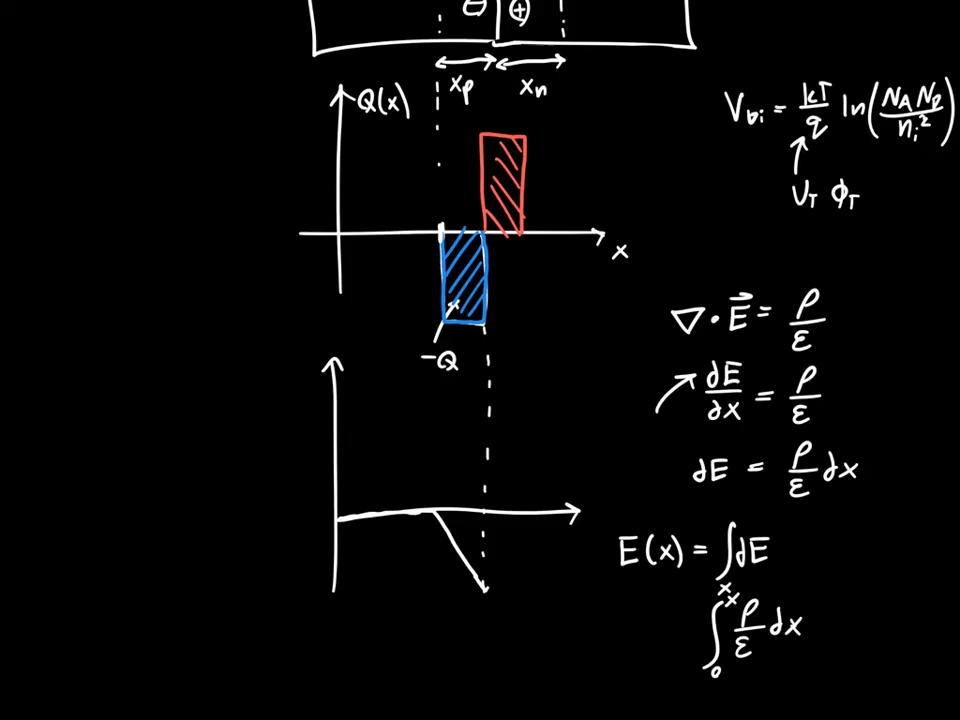 ⊖ ⊕
xp xn
Q(x)
Vbi = kT/q ln(NA ND/ni²)
UT ϕT
x
-Q
∇·E⃗ = ρ/ε
∂E/∂x = ρ/ε
∂E = ρ/ε ∂x
E(x) = ∫∂E
x
∫₀ˣ ρ/ε ∂x